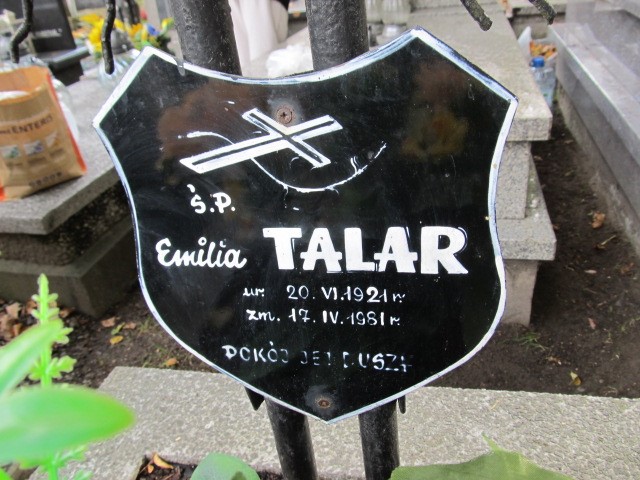 Ś.P.
Emilia TALAR
ur. 20. VI. 1921 r.
zm. 17. IV. 1981 r.
POKÓJ JEJ DUSZY